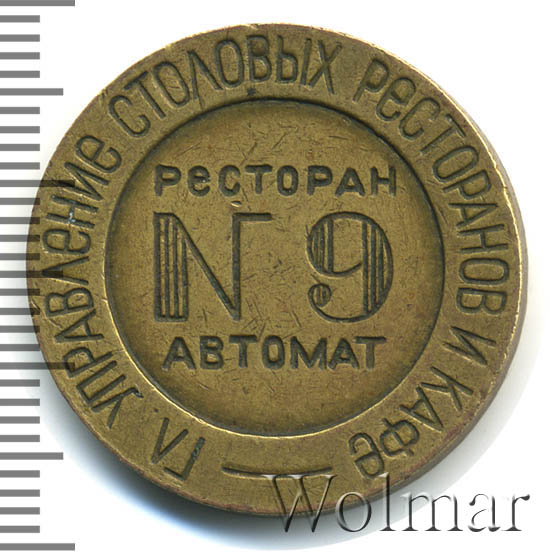 ГЛ. УПРАВЛЕНИЕ СТОЛОВЫХ РЕСТОРАНОВ И КАФЕ
РЕСТОРАН
N 9
АВТОМАТ
Wolmar